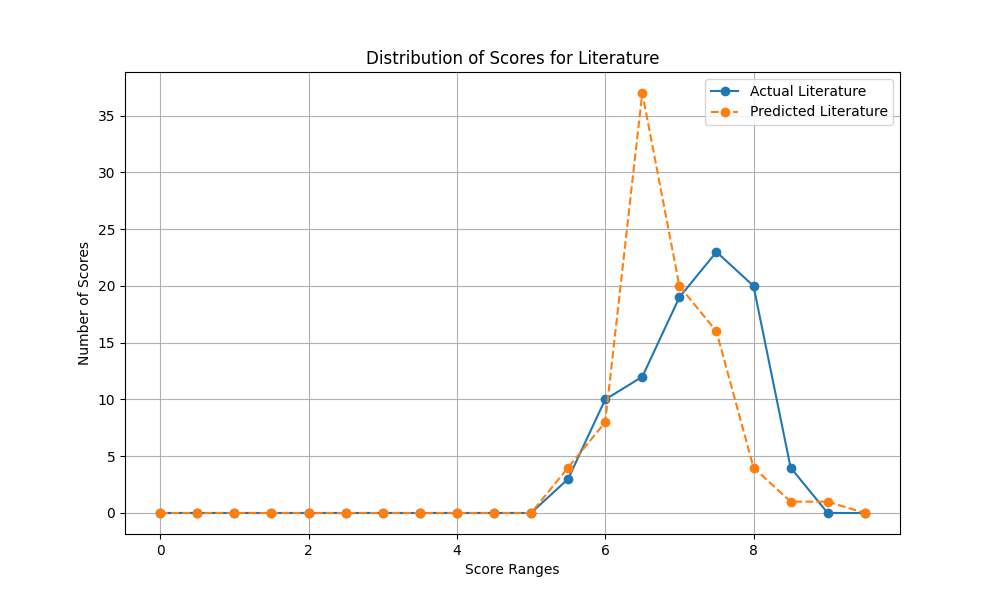 Distribution of Scores for Literature
Actual Literature
Predicted Literature
Number of Scores
35
30
25
20
15
10
5
0
0 2 4 6 8
Score Ranges